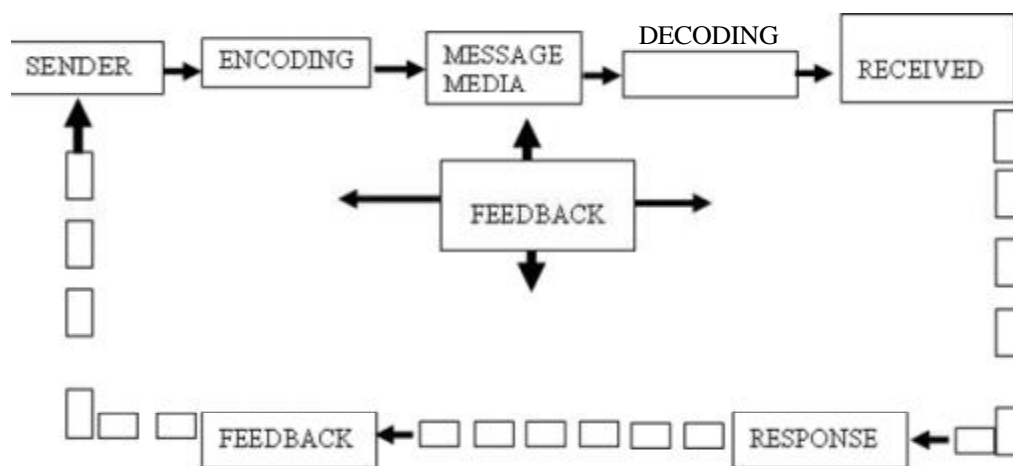 SENDER
ENCODING
MESSAGE
MEDIA
DECODING
RECEIVED
FEEDBACK
FEEDBACK
RESPONSE